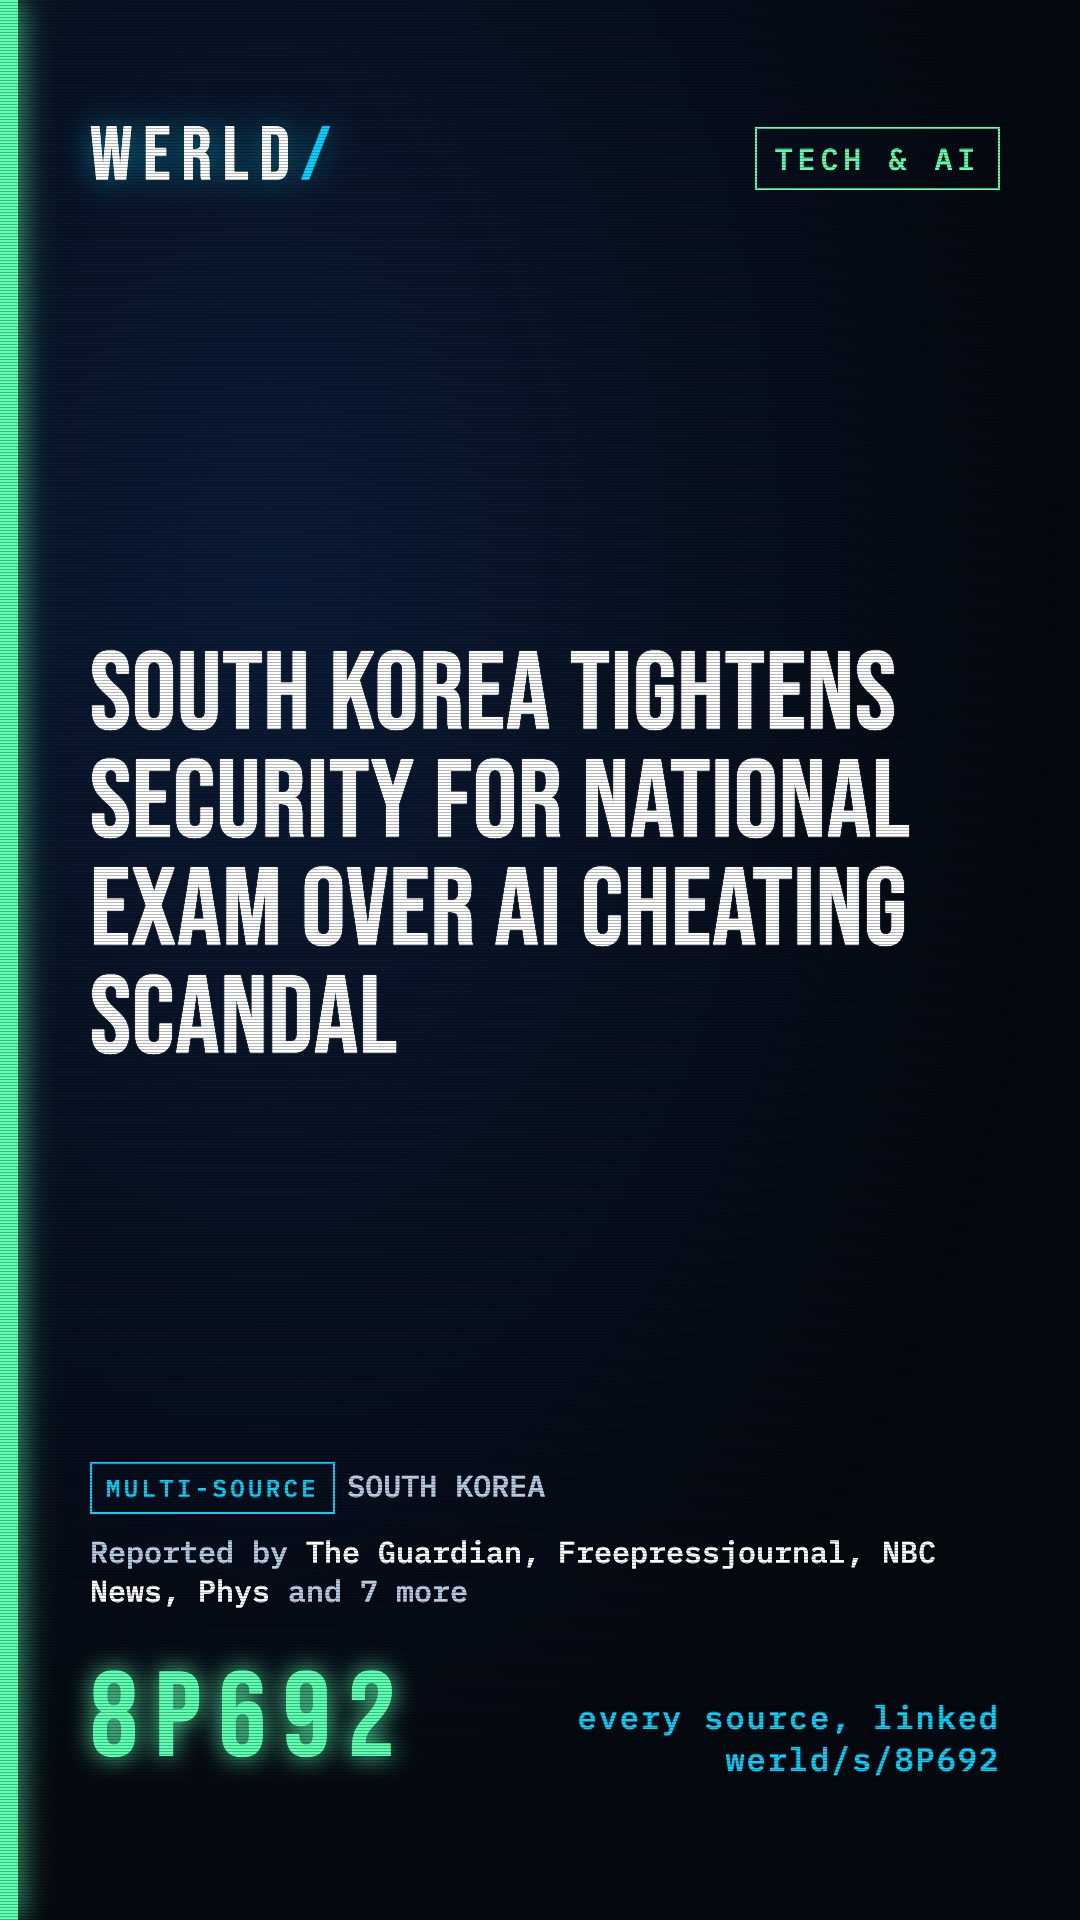 WERLD/
TECH & AI
SOUTH KOREA TIGHTENS
SECURITY FOR NATIONAL
EXAM OVER AI CHEATING
SCANDAL
MULTI-SOURCE SOUTH KOREA
Reported by The Guardian, Freepressjournal, NBC
News, Phys and 7 more
8P692
every source, linked
werld/s/8P692